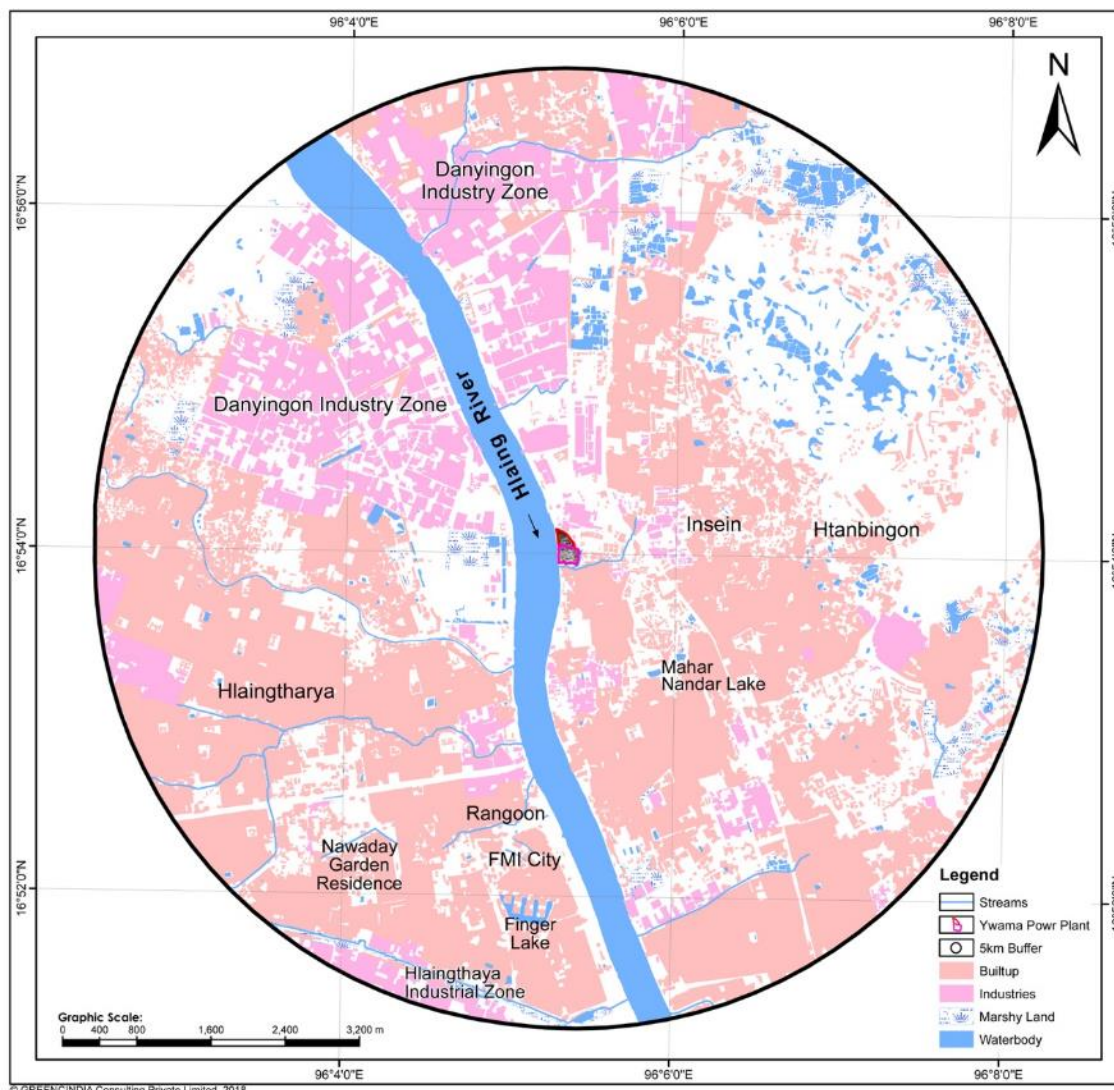 96°4'0"E
96°6'0"E
96°8'0"E
N
16°56'0"N
Danyingon
Industry Zone
Hlaing River
Danyingon Industry Zone
16°54'0"N
Insein
Htanbingon
Mahar
Nandar Lake
Hlaingtharya
Rangoon
FMI City
Nawaday
Garden
Residence
16°52'0"N
Finger
Lake
Hlaingthaya
Industrial Zone
Legend
Streams
Ywama Powr Plant
5km Buffer
Builtup
Industries
Marshy Land
Waterbody
Graphic Scale:
0 400 800 1,600 2,400 3,200 m
96°4'0"E
96°6'0"E
96°8'0"E